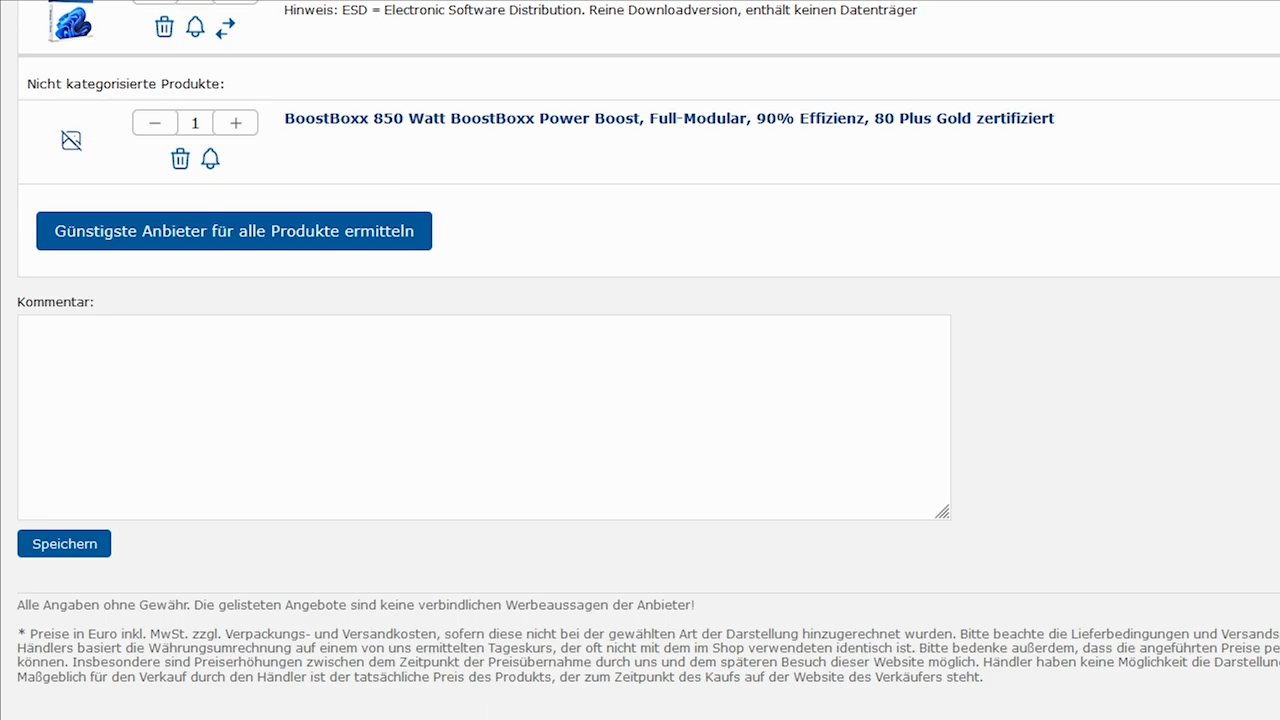 Hinweis: ESD = Electronic Software Distribution. Reine Downloadversion, enthält keinen Datenträger
Nicht kategorisierte Produkte:
− 1 +
BoostBoxx 850 Watt BoostBoxx Power Boost, Full-Modular, 90% Effizienz, 80 Plus Gold zertifiziert
Günstigste Anbieter für alle Produkte ermitteln
Kommentar:
Speichern
Alle Angaben ohne Gewähr. Die gelisteten Angebote sind keine verbindlichen Werbeaussagen der Anbieter!
* Preise in Euro inkl. MwSt. zzgl. Verpackungs- und Versandkosten, sofern diese nicht bei der gewählten Art der Darstellung hinzugerechnet wurden. Bitte beachte die Lieferbedingungen und Versands
Händlers basiert die Währungsumrechnung auf einem von uns ermittelten Tageskurs, der oft nicht mit dem im Shop verwendeten identisch ist. Bitte bedenke außerdem, dass die angeführten Preise pe
können. Insbesondere sind Preiserhöhungen zwischen dem Zeitpunkt der Preisübernahme durch uns und dem späteren Besuch dieser Website möglich. Händler haben keine Möglichkeit die Darstellun
Maßgeblich für den Verkauf durch den Händler ist der tatsächliche Preis des Produkts, der zum Zeitpunkt des Kaufs auf der Website des Verkäufers steht.